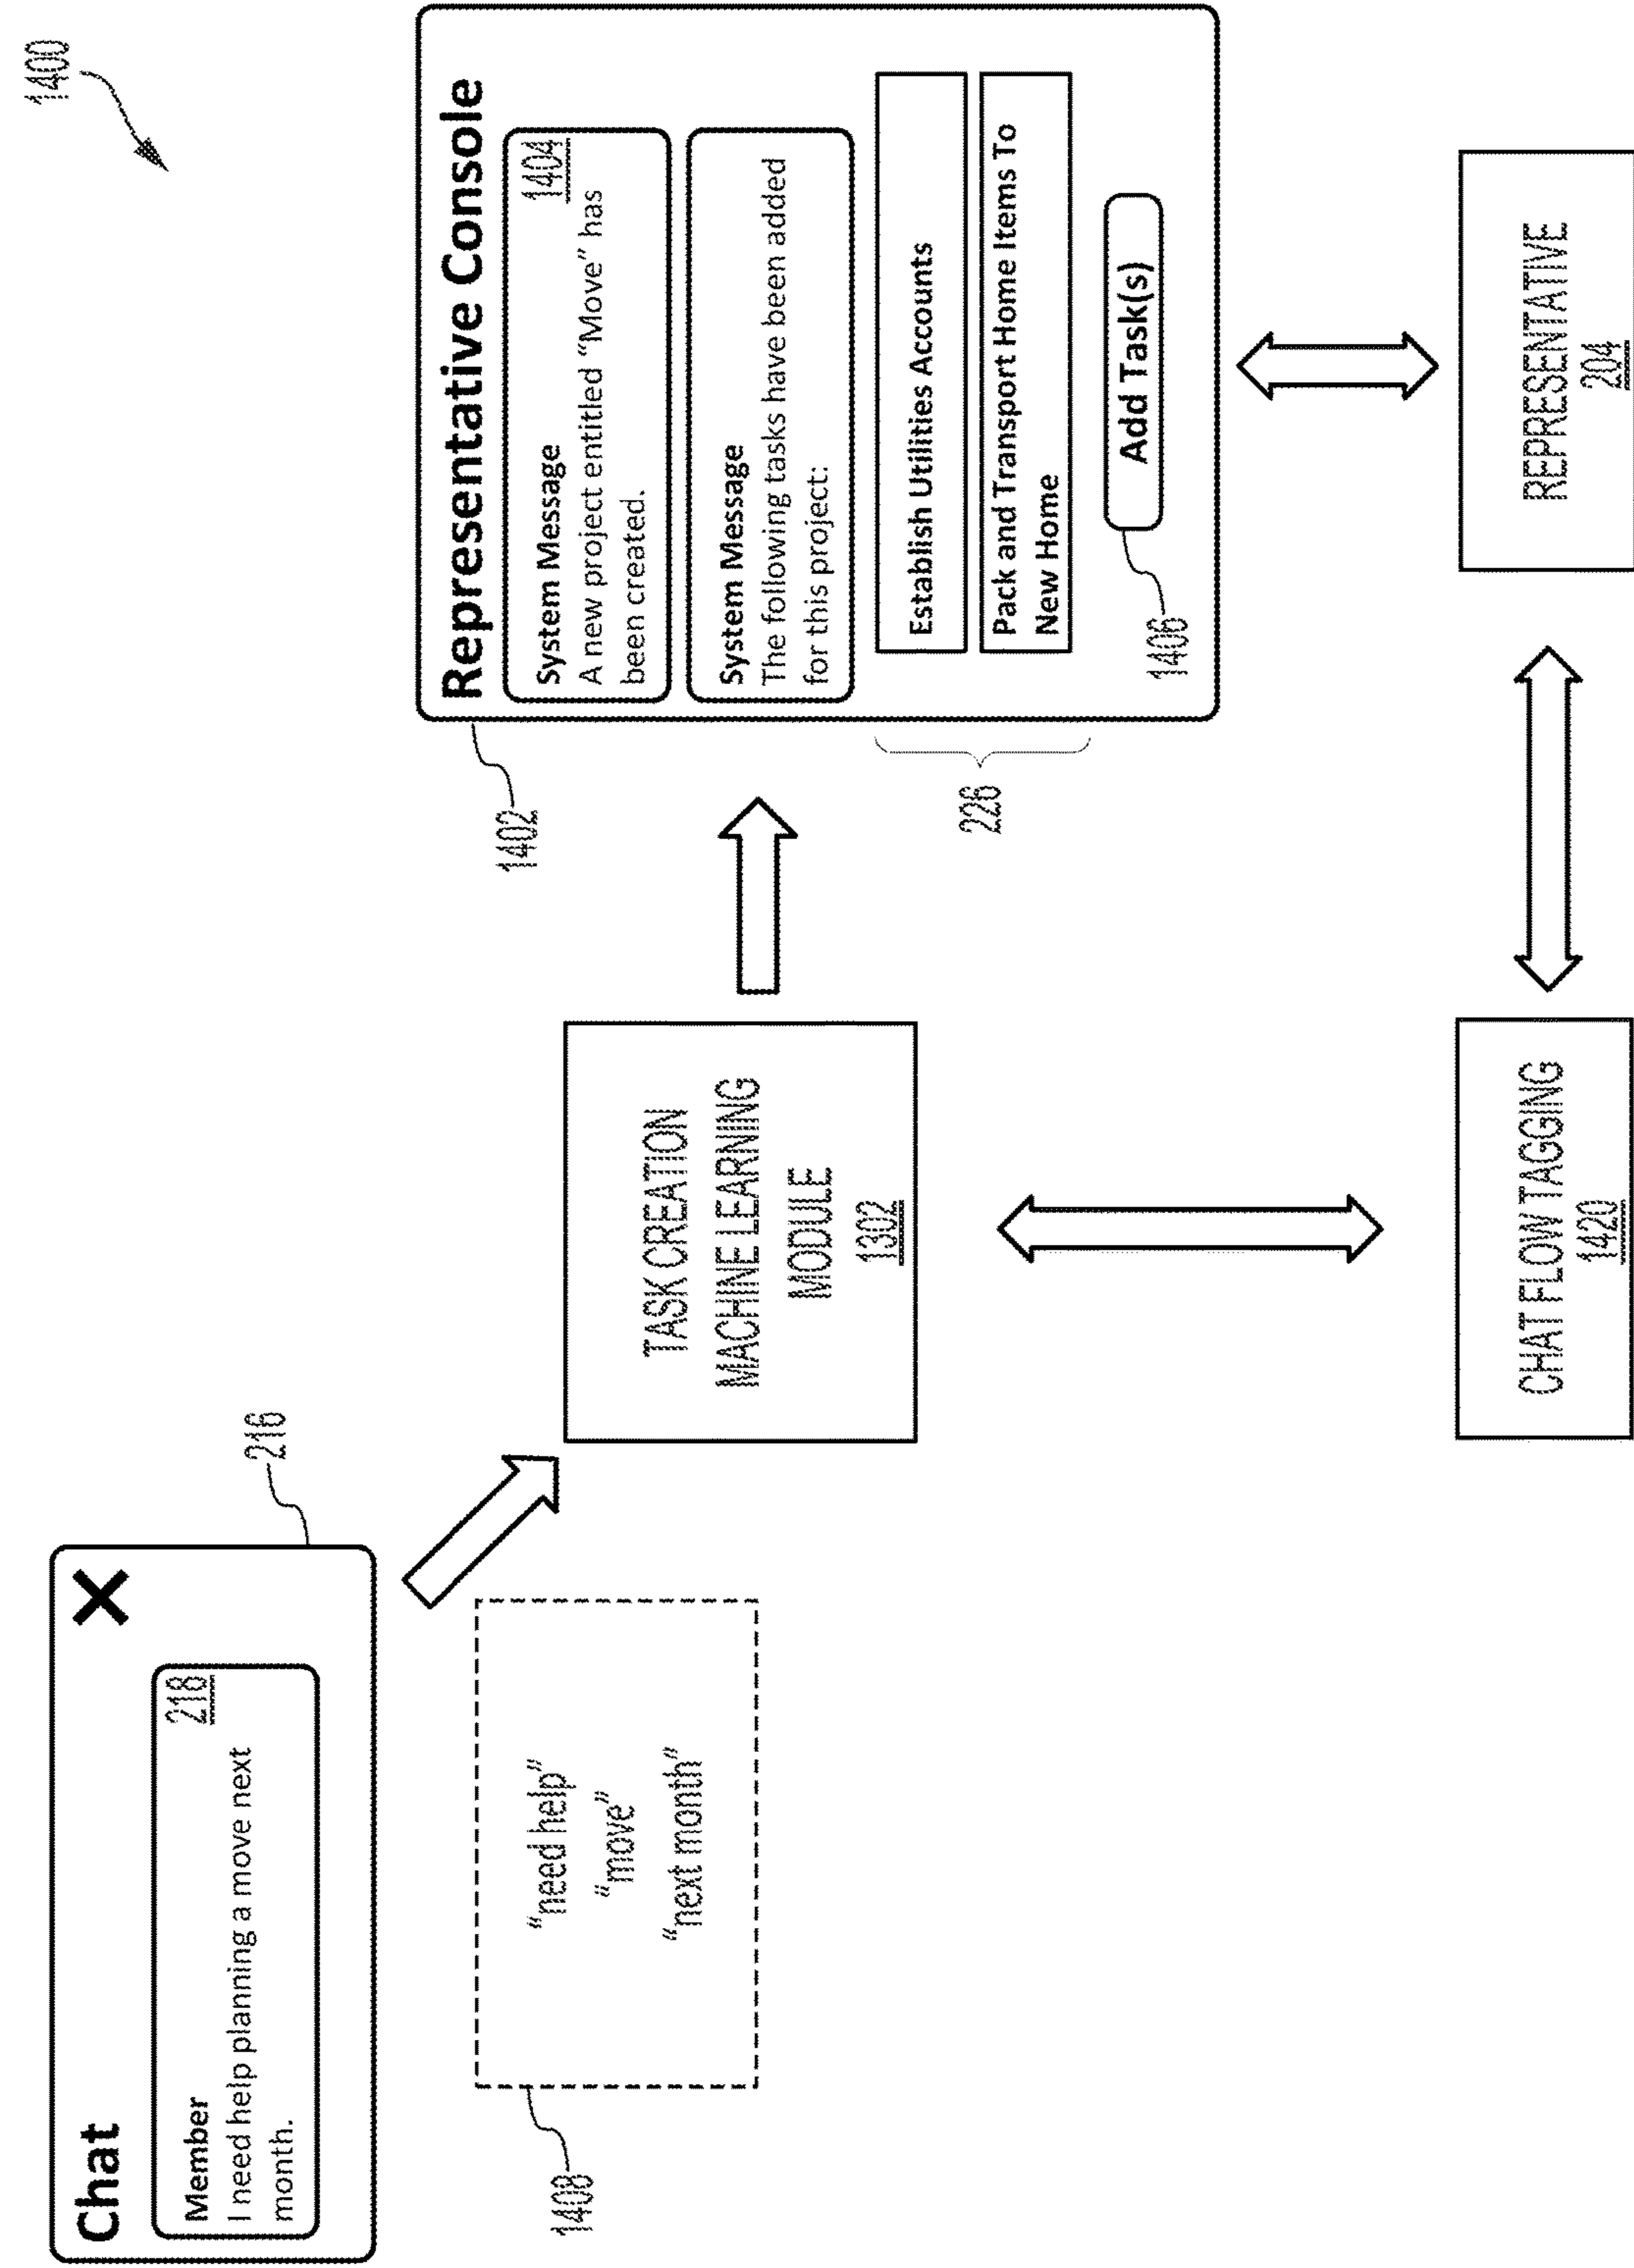 1400
Chat
X
216
Member
218
I need help planning a move next
month.
1408
“need help”
“move”
“next month”
TASK CREATION
MACHINE LEARNING
MODULE
1302
1402
Representative Console
System Message
1404
A new project entitled “Move” has
been created.
System Message
The following tasks have been added
for this project:
226
Establish Utilities Accounts
Pack and Transport Home Items To
New Home
1406
Add Task(s)
CHAT FLOW TAGGING
1420
REPRESENTATIVE
204